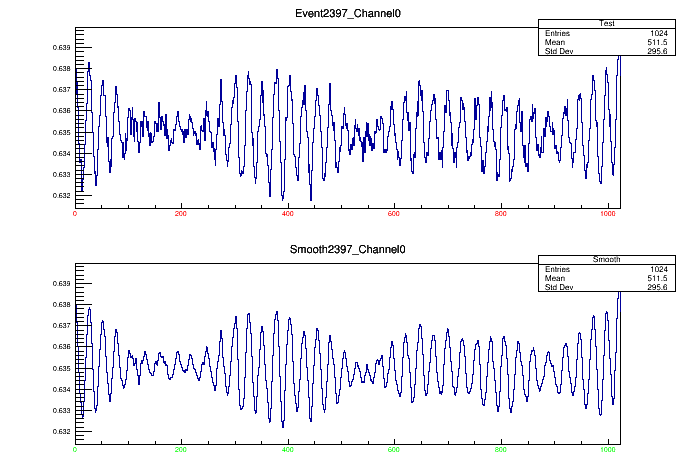 Event2397_Channel0
Test
Entries 1024
Mean 511.5
Std Dev 295.6
0.639
0.638
0.637
0.636
0.635
0.634
0.633
0.632
0 200 400 600 800 1000
Smooth2397_Channel0
Smooth
Entries 1024
Mean 511.5
Std Dev 295.6
0.639
0.638
0.637
0.636
0.635
0.634
0.633
0.632
0 200 400 600 800 1000